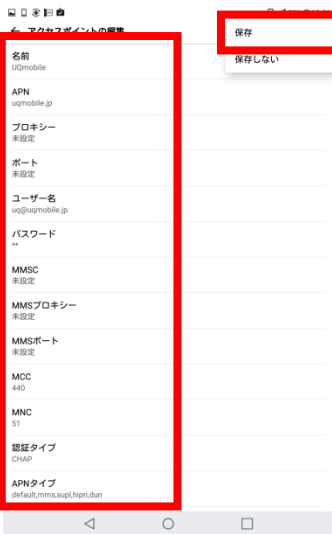 アクセスポイントの編集
保存
保存しない
名前
UQmobile
APN
uqmobile.jp
プロキシー
未設定
ポート
未設定
ユーザー名
uq@uqmobile.jp
パスワード
**
MMSC
未設定
MMSプロキシー
未設定
MMSポート
未設定
MCC
440
MNC
51
認証タイプ
CHAP
APNタイプ
default,mms,supl,hipri,dun